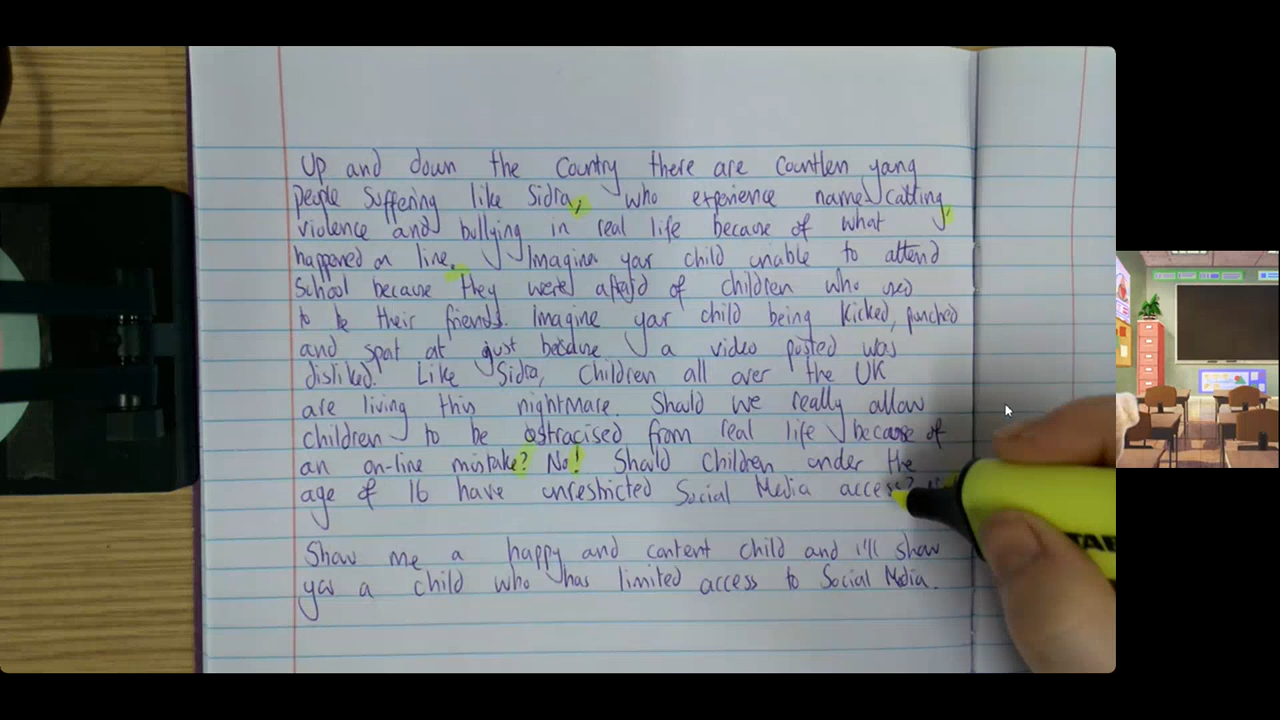 Up and down the Country there are Countless young
people suffering like Sidra, who experience name calling,
violence and bullying in real life because of what
happened on line. Imagine your child unable to attend
School because they were afraid of children who used
to be their friends. Imagine your child being Kicked, punched
and spat at just because a video posted was
disliked. Like Sidra, Children all over the UK
are living this nightmare. Should we really allow
children to be ostracised from real life because of
an on-line mistake? No! Should Children under the
age of 16 have unrestricted Social Media access?
Show me a happy and content child and i'll show
you a child who has limited access to Social Media.
STAB